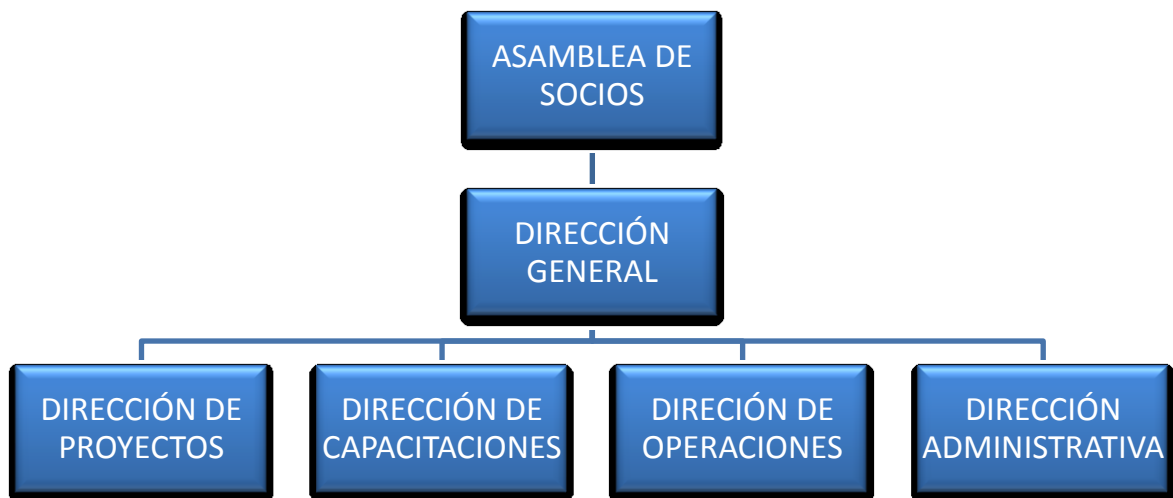 ASAMBLEA DE
SOCIOS
DIRECCIÓN
GENERAL
DIRECCIÓN DE
PROYECTOS
DIRECCIÓN DE
CAPACITACIONES
DIRECIÓN DE
OPERACIONES
DIRECCIÓN
ADMINISTRATIVA